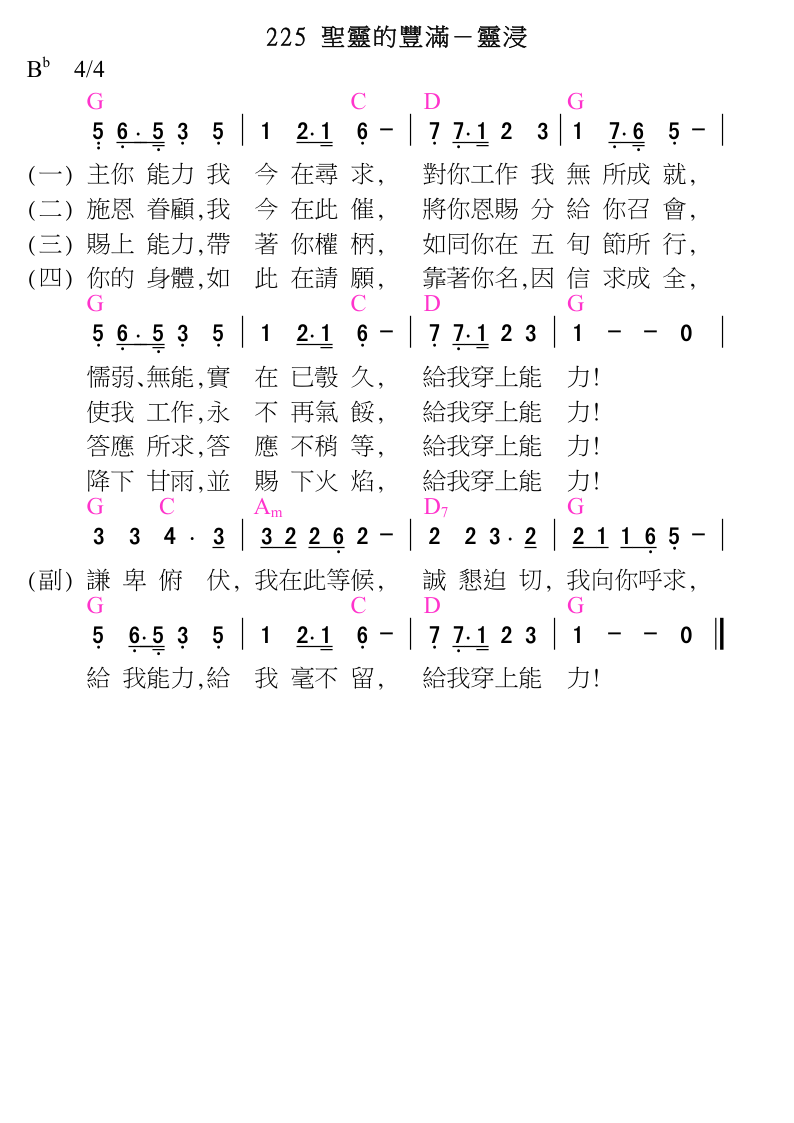 225 聖靈的豐滿－靈浸
Bb 4/4
G C D G
5 6·5 3 5 | 1 2·1 6 － | 7 7·1 2 3 | 1 7·6 5 － |
(一) 主你 能力 我 今 在尋 求, 對你工作 我 無 所成 就,
(二) 施恩 眷顧,我 今 在此 催, 將你恩賜 分 給 你召 會,
(三) 賜上 能力,帶 著 你權 柄, 如同你在 五 旬 節所 行,
(四) 你的 身體,如 此 在請 願, 靠著你名,因 信 求成 全,
G C D G
5 6·5 3 5 | 1 2·1 6 － | 7 7·1 2 3 | 1 － － 0 |
懦弱、無能,實 在 已彀 久, 給我穿上能 力!
使我 工作,永 不 再氣 餒, 給我穿上能 力!
答應 所求,答 應 不稍 等, 給我穿上能 力!
降下 甘雨,並 賜 下火 焰, 給我穿上能 力!
G C Am D7 G
3 3 4 · 3 | 3 2 2 6 2 － | 2 2 3 · 2 | 2 1 1 6 5 － |
(副) 謙 卑 俯 伏, 我在此等候, 誠 懇迫 切, 我向你呼求,
G C D G
5 6·5 3 5 | 1 2·1 6 － | 7 7·1 2 3 | 1 － － 0 ||
給 我能力,給 我 毫不 留, 給我穿上能 力!